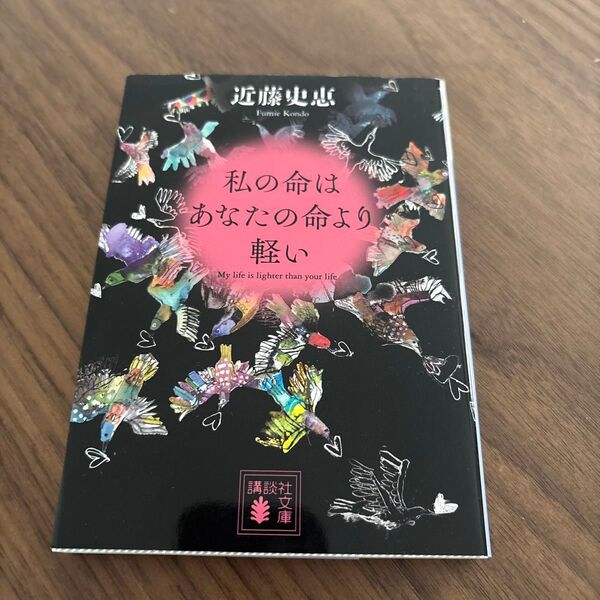 近藤史恵
Fumie Kondo
私の命は
あなたの命より
軽い
My life is lighter than your life
講談社
文庫